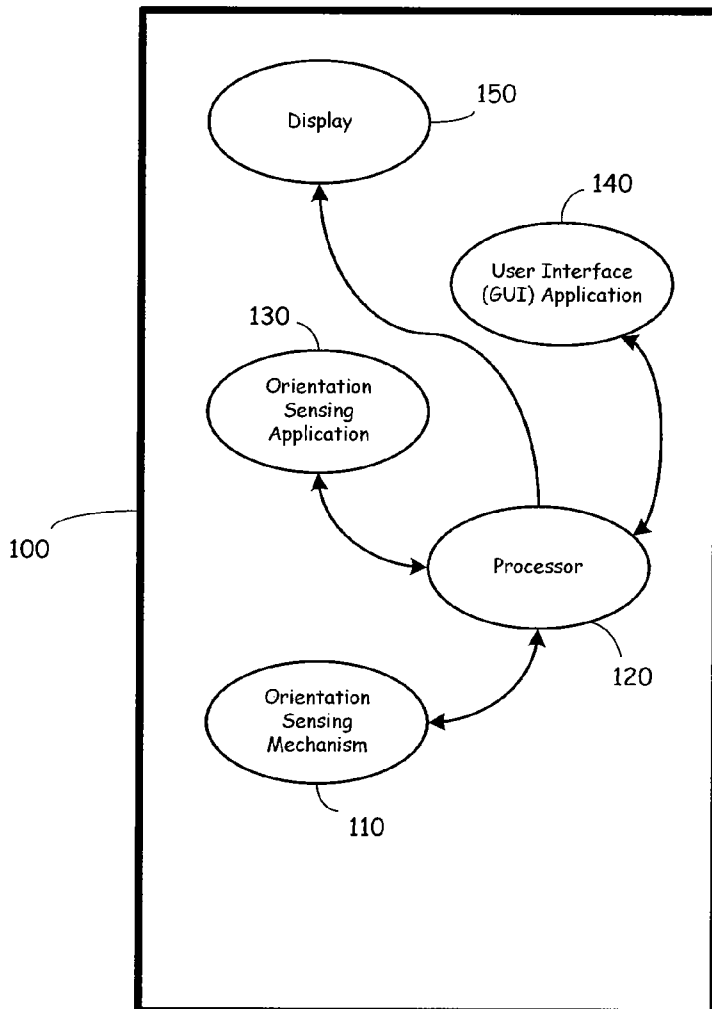 150
Display
140
User Interface
(GUI) Application
130
Orientation
Sensing
Application
100
Processor
120
Orientation
Sensing
Mechanism
110